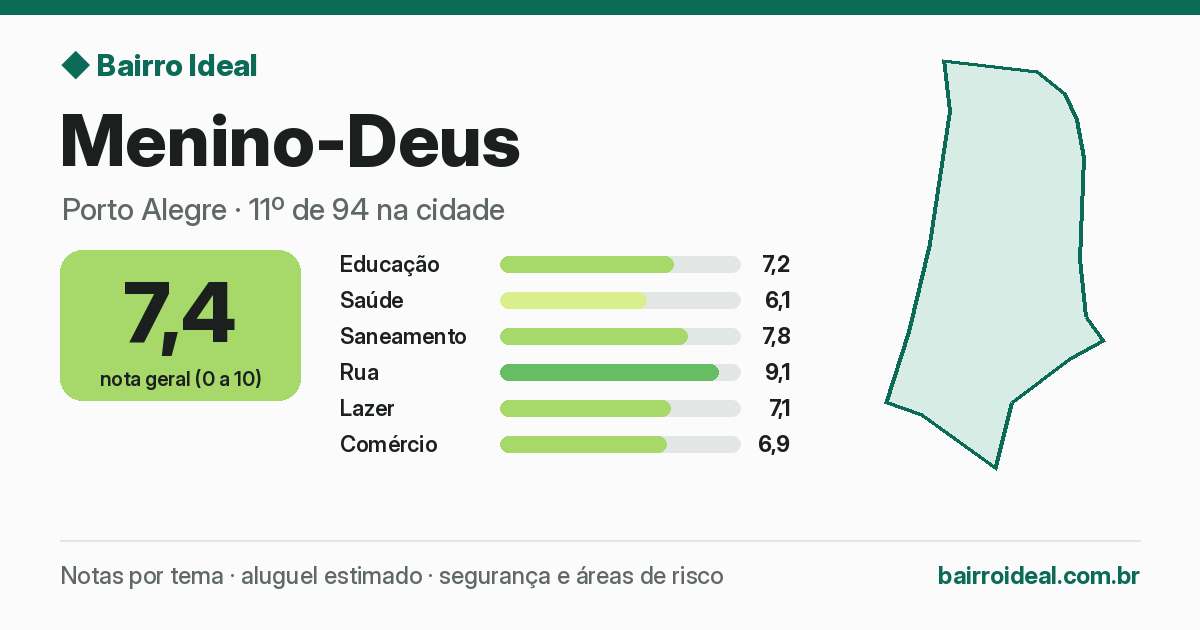 Bairro Ideal
Menino-Deus
Porto Alegre · 11º de 94 na cidade
7,4
nota geral (0 a 10)
Educação 7,2
Saúde 6,1
Saneamento 7,8
Rua 9,1
Lazer 7,1
Comércio 6,9
Notas por tema · aluguel estimado · segurança e áreas de risco
bairroideal.com.br